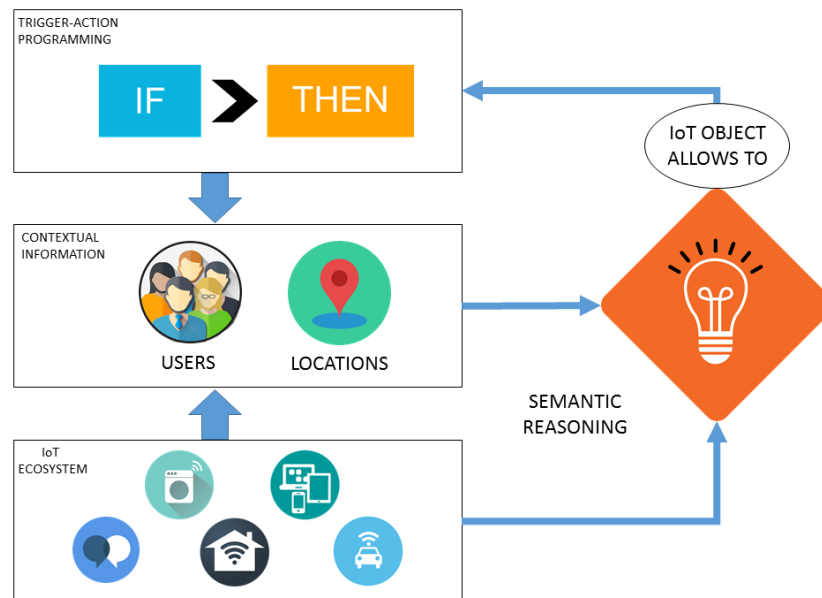 TRIGGER-ACTION
PROGRAMMING
IF
THEN
IoT OBJECT
ALLOWS TO
CONTEXTUAL
INFORMATION
USERS
LOCATIONS
SEMANTIC
REASONING
IoT
ECOSYSTEM